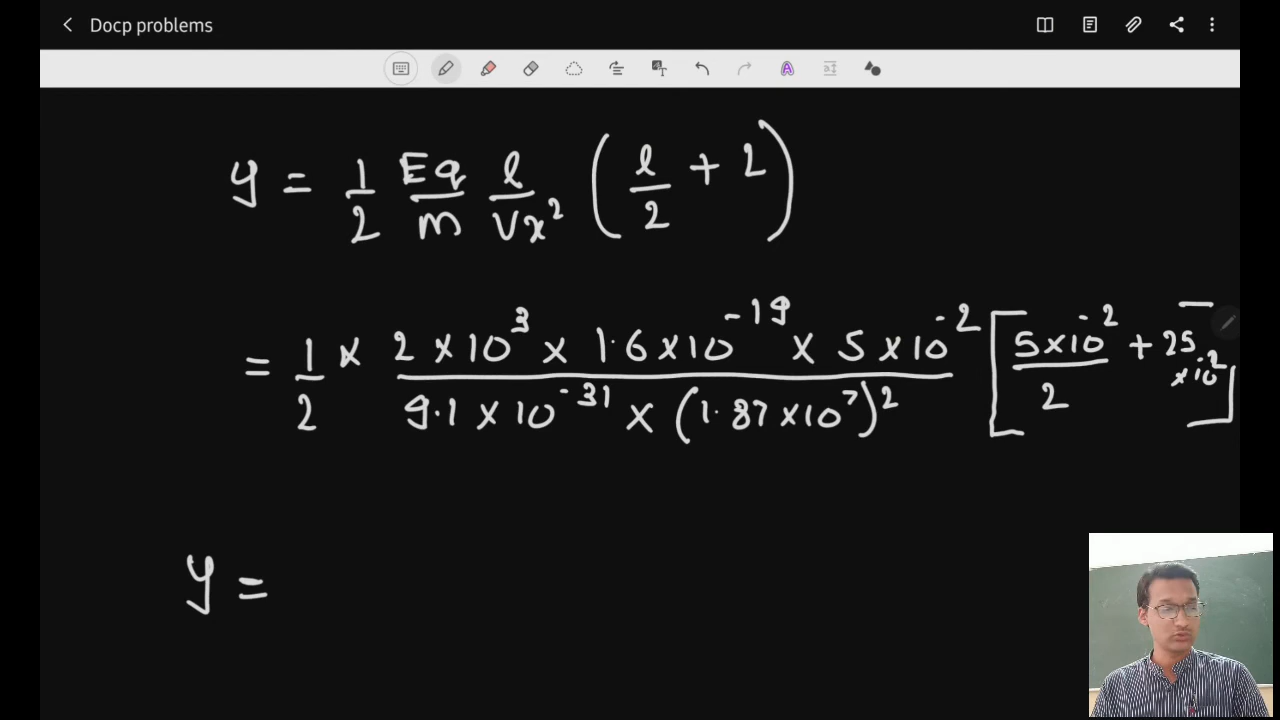 Docp problems
y = 1/2 Eq/m l/Vx² (l/2 + L)
= 1/2 × 2×10³ × 1.6×10⁻¹⁹ × 5×10⁻² / 9.1×10⁻³¹ × (1.87×10⁷)² [5×10⁻²/2 + 25×10⁻²]
y =